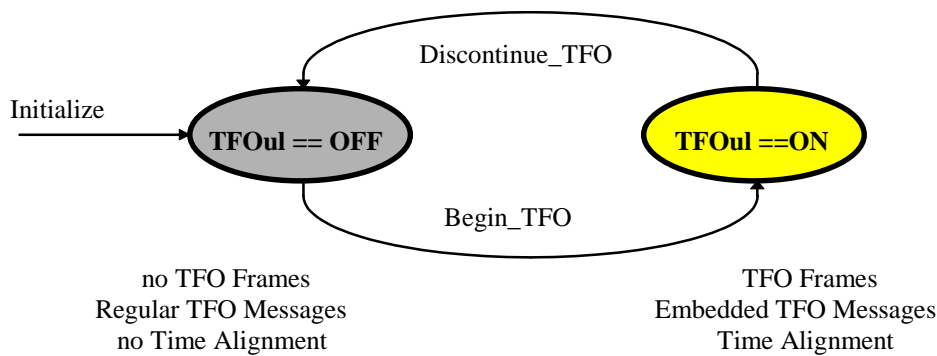 Discontinue_TFO
Initialize
TFOul == OFF
TFOul ==ON
Begin_TFO
no TFO Frames
Regular TFO Messages
no Time Alignment
TFO Frames
Embedded TFO Messages
Time Alignment